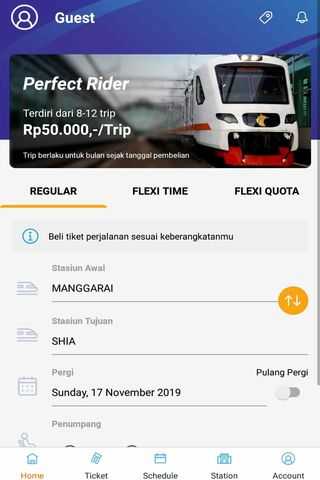 Guest
Perfect Rider
Terdiri dari 8-12 trip
Rp50.000,-/Trip
Trip berlaku untuk bulan sejak tanggal pembelian
REGULAR
FLEXI TIME
FLEXI QUOTA
Beli tiket perjalanan sesuai keberangkatanmu
Stasiun Awal
MANGGARAI
Stasiun Tujuan
SHIA
Pergi
Pulang Pergi
Sunday, 17 November 2019
Penumpang
Home
Ticket
Schedule
Station
Account